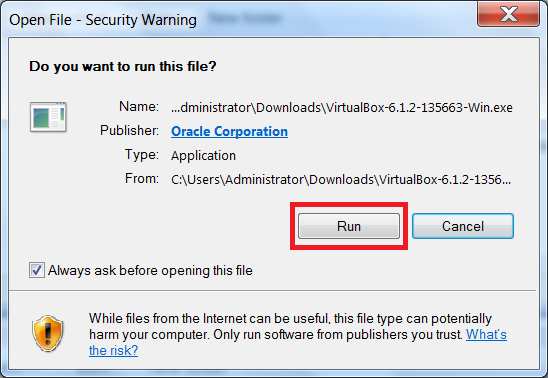 Open File - Security Warning
Do you want to run this file?
Name: ...dministrator\Downloads\VirtualBox-6.1.2-135663-Win.exe
Publisher: Oracle Corporation
Type: Application
From: C:\Users\Administrator\Downloads\VirtualBox-6.1.2-1356...
Run Cancel
Always ask before opening this file
While files from the Internet can be useful, this file type can potentially
harm your computer. Only run software from publishers you trust. What's
the risk?